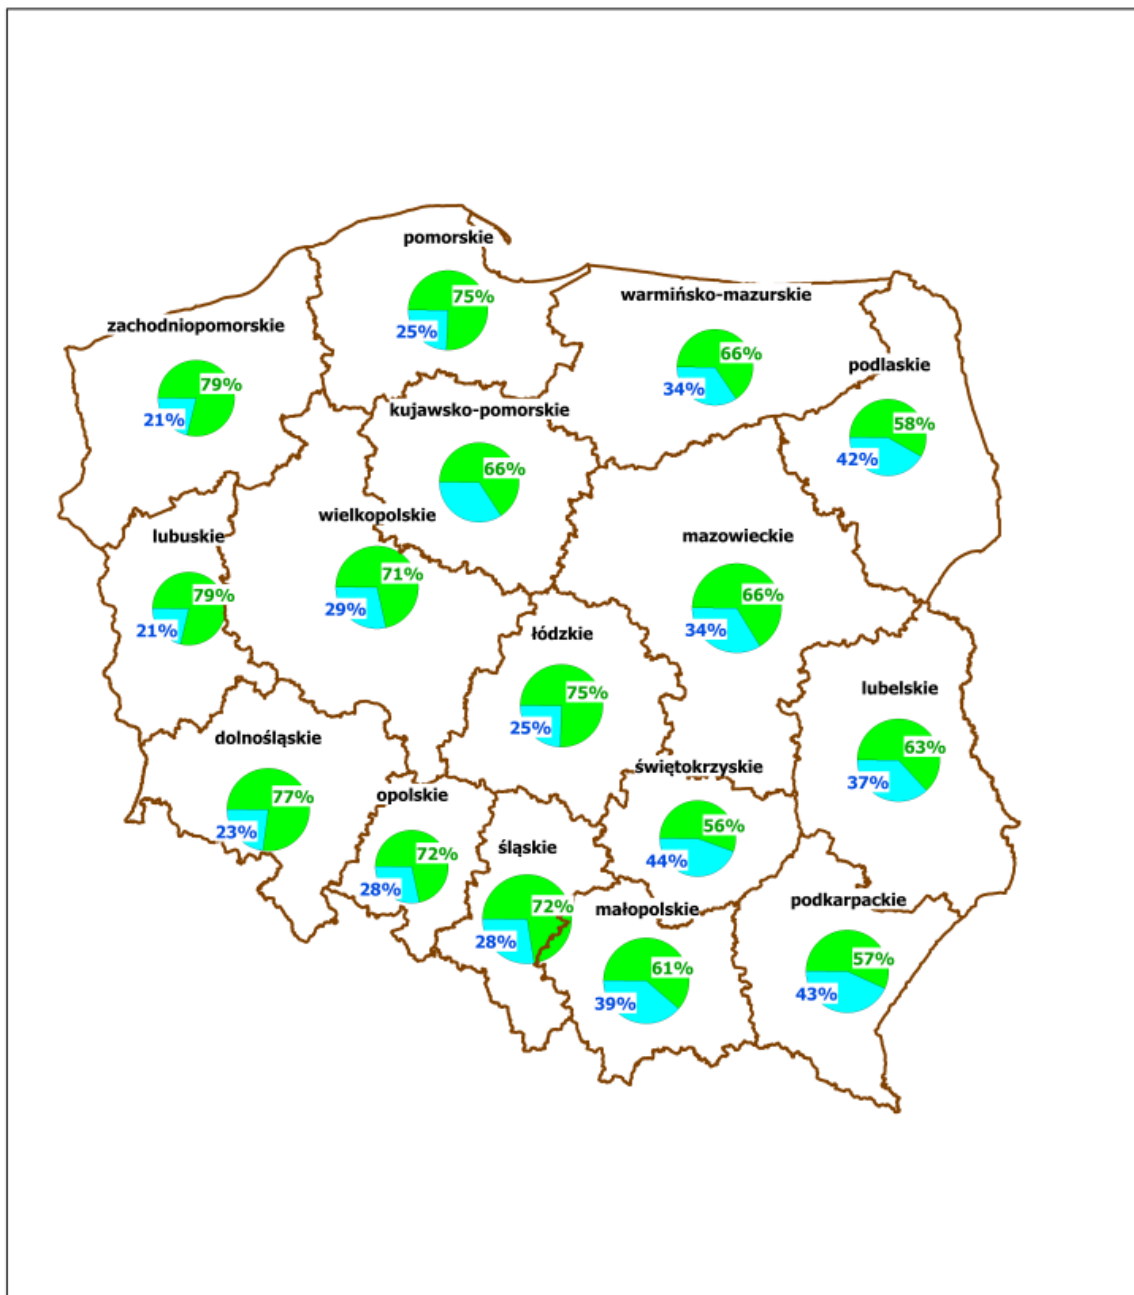 pomorskie
75%
25%
warmińsko-mazurskie
66%
34%
zachodniopomorskie
79%
21%
podlaskie
58%
42%
kujawsko-pomorskie
66%
wielkopolskie
71%
29%
lubuskie
79%
21%
mazowieckie
66%
34%
łódzkie
75%
25%
lubelskie
63%
37%
dolnośląskie
77%
23%
świętokrzyskie
56%
44%
opolskie
72%
28%
śląskie
72%
28%
małopolskie
61%
39%
podkarpackie
57%
43%